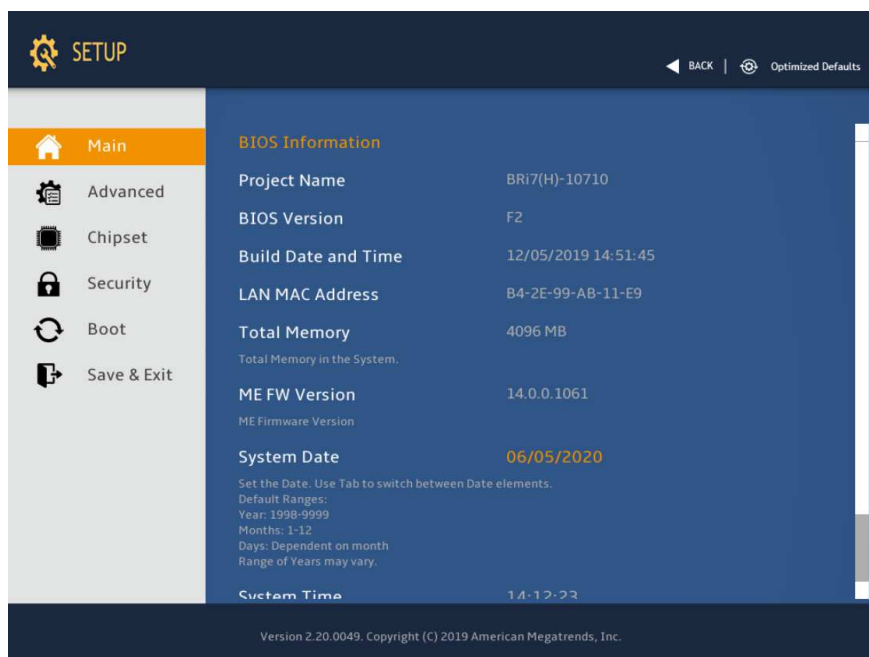 SETUP
BACK | Optimized Defaults
Main
Advanced
Chipset
Security
Boot
Save & Exit
BIOS Information
Project Name BRi7(H)-10710
BIOS Version F2
Build Date and Time 12/05/2019 14:51:45
LAN MAC Address B4-2E-99-AB-11-E9
Total Memory 4096 MB
Total Memory in the System.
ME FW Version 14.0.0.1061
ME Firmware Version
System Date 06/05/2020
Set the Date. Use Tab to switch between Date elements.
Default Ranges:
Year: 1998-9999
Months: 1-12
Days: Dependent on month
Range of Years may vary.
System Time 14:12:23
Version 2.20.0049. Copyright (C) 2019 American Megatrends, Inc.